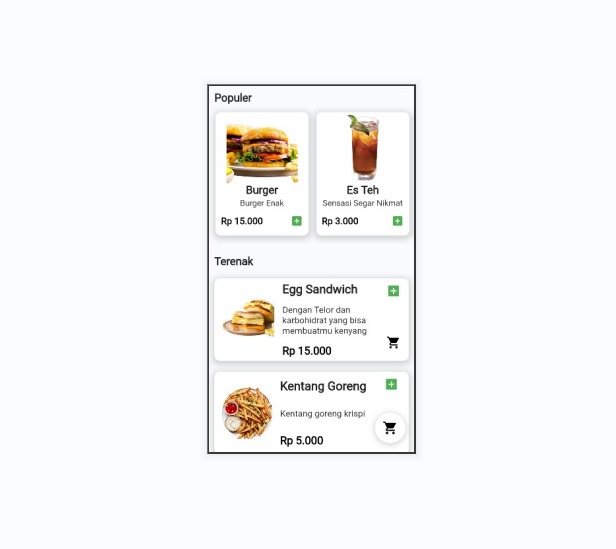 Populer
Burger
Burger Enak
Rp 15.000
Es Teh
Sensasi Segar Nikmat
Rp 3.000
Terenak
Egg Sandwich
Dengan Telor dan
karbohidrat yang bisa
membuatmu kenyang
Rp 15.000
Kentang Goreng
Kentang goreng krispi
Rp 5.000